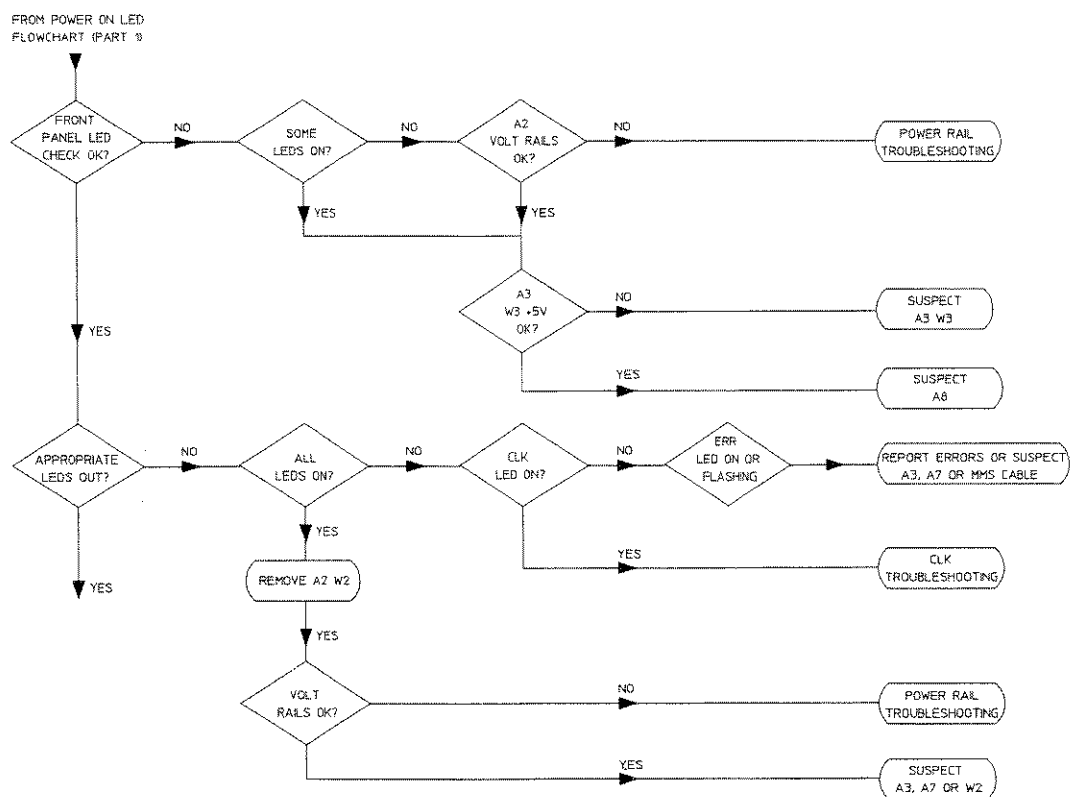 FROM POWER ON LED
FLOWCHART (PART 1)
FRONT
PANEL LED
CHECK OK?
NO
SOME
LEDS ON?
NO
A2
VOLT RAILS
OK?
NO
POWER RAIL
TROUBLESHOOTING
YES
YES
A3
W3 +5V
OK?
NO
SUSPECT
A3 W3
YES
YES
SUSPECT
A8
APPROPRIATE
LEDS OUT?
NO
ALL
LEDS ON?
NO
CLK
LED ON?
NO
ERR
LED ON OR
FLASHING
REPORT ERRORS OR SUSPECT
A3, A7 OR MMS CABLE
YES
YES
YES
CLK
TROUBLESHOOTING
REMOVE A2 W2
YES
VOLT
RAILS OK?
NO
POWER RAIL
TROUBLESHOOTING
YES
SUSPECT
A3, A7 OR W2